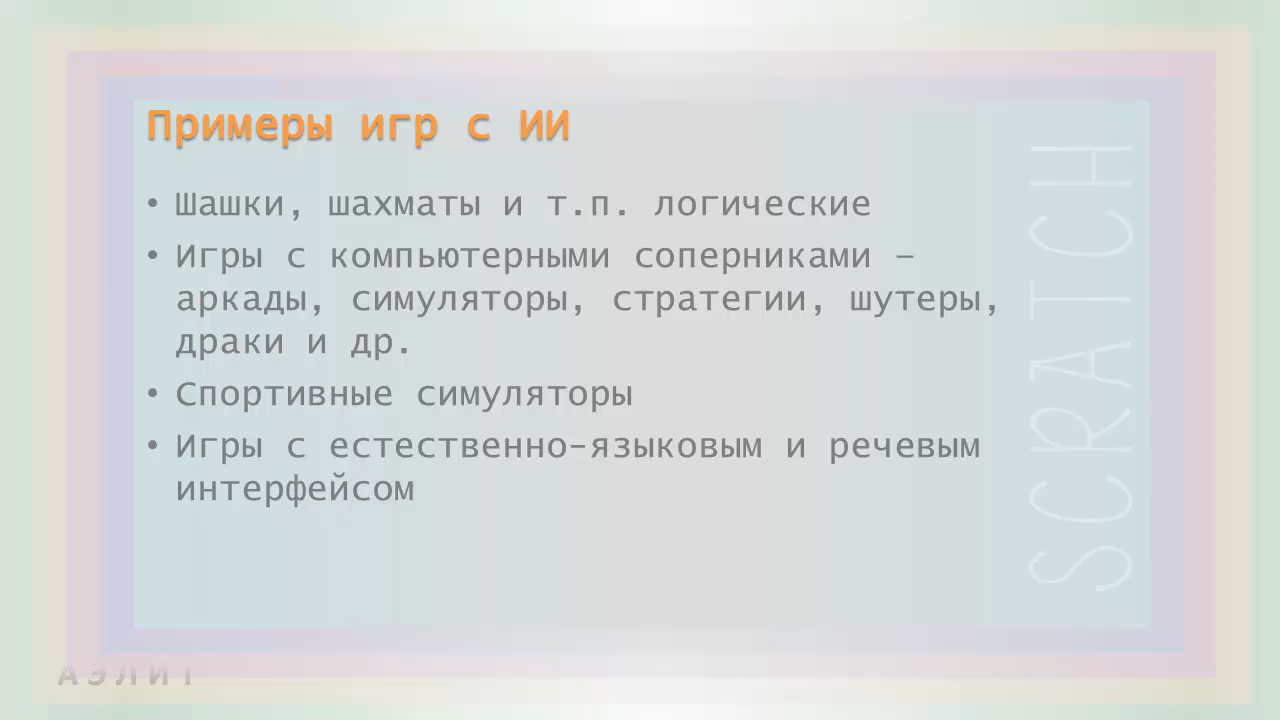 Примеры игр с ИИ
• Шашки, шахматы и т.п. логические
• Игры с компьютерными соперниками –
аркады, симуляторы, стратегии, шутеры,
драки и др.
• Спортивные симуляторы
• Игры с естественно-языковым и речевым
интерфейсом
SCRATCH